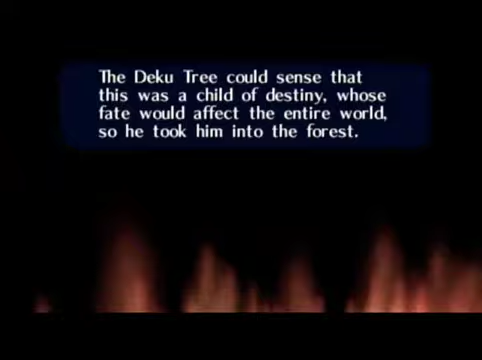 The Deku Tree could sense that
this was a child of destiny, whose
fate would affect the entire world,
so he took him into the forest.